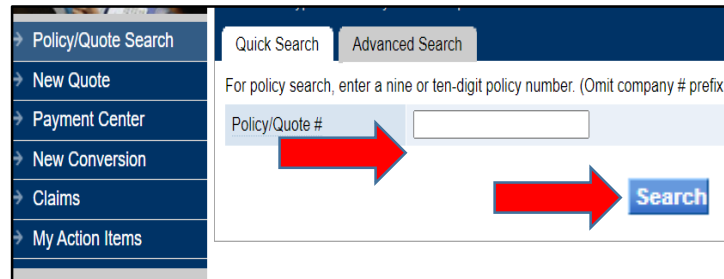 Policy/Quote Search
New Quote
Payment Center
New Conversion
Claims
My Action Items
Quick Search
Advanced Search
For policy search, enter a nine or ten-digit policy number. (Omit company # prefix
Policy/Quote #
Search